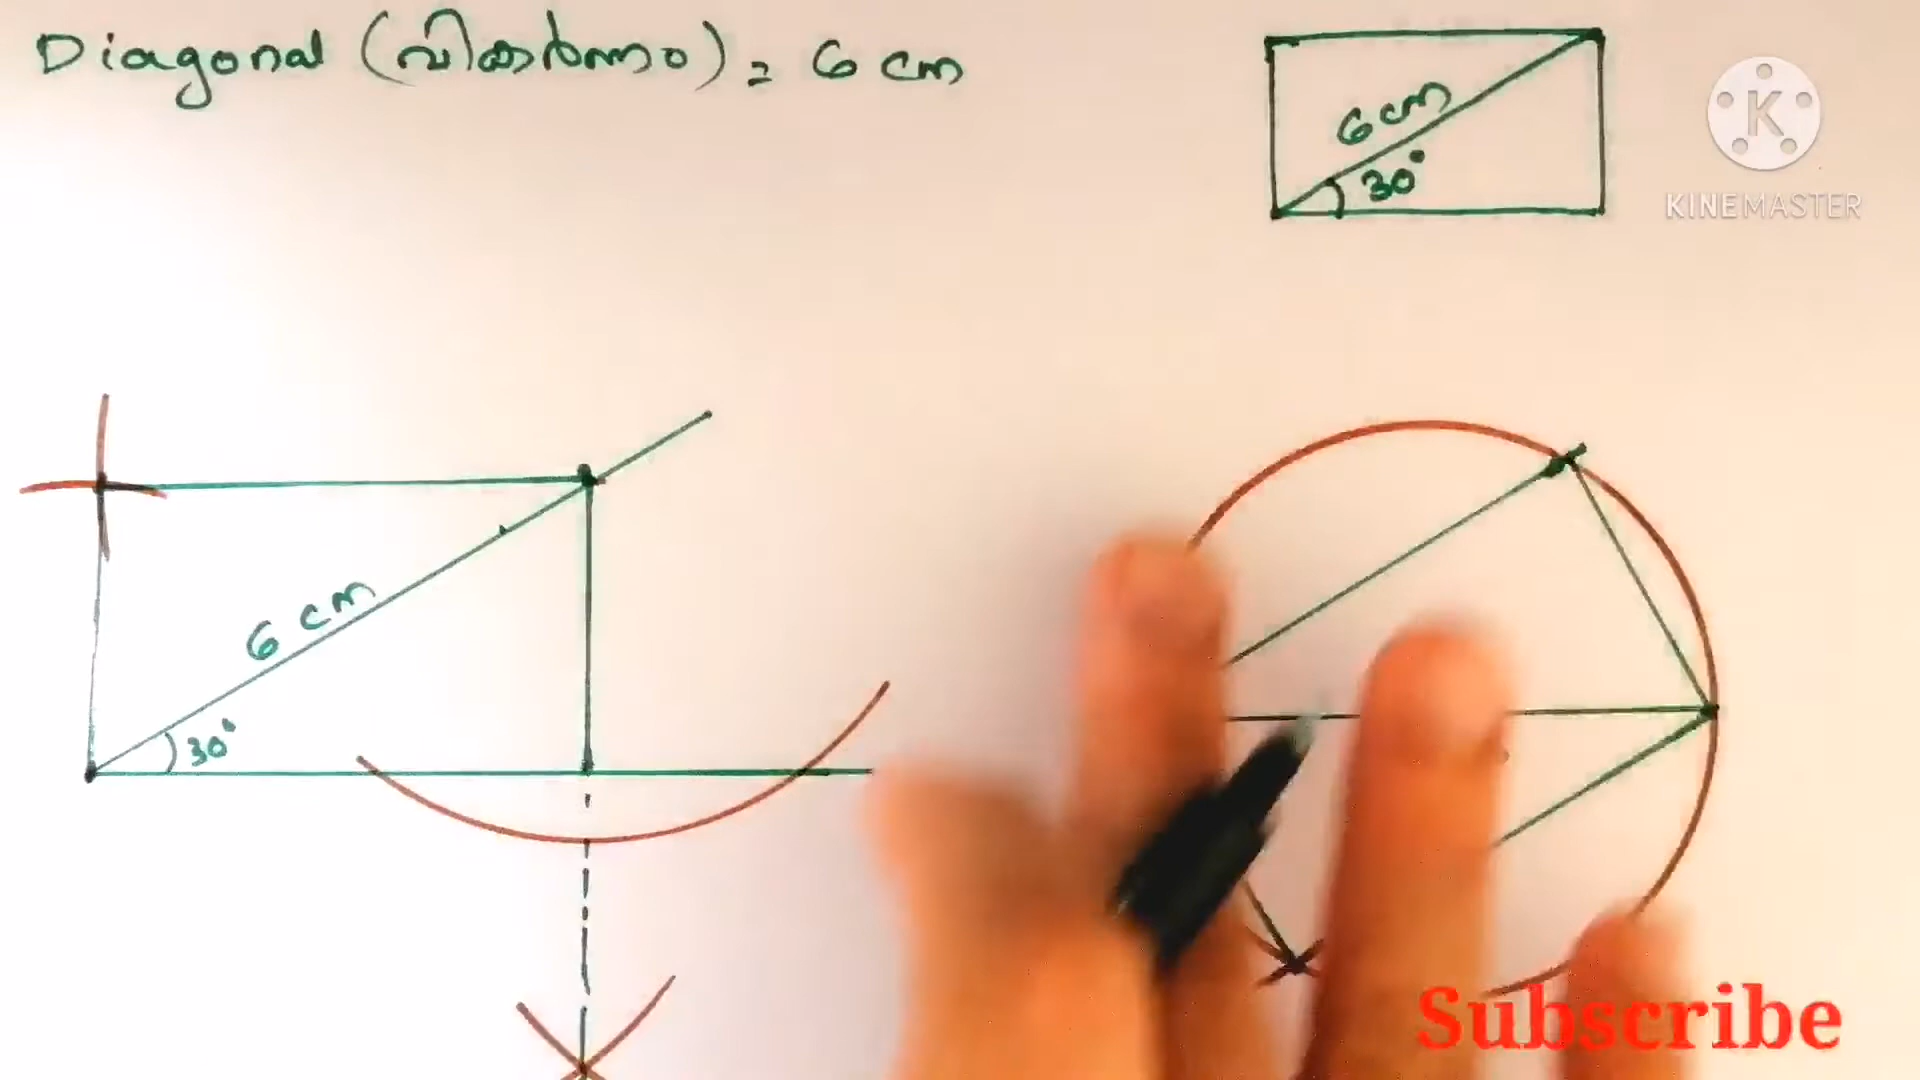 Diagonal (വികർണം) = 6 cm
6 cm
30°
K
KINEMASTER
6 cm
30°
Subscribe